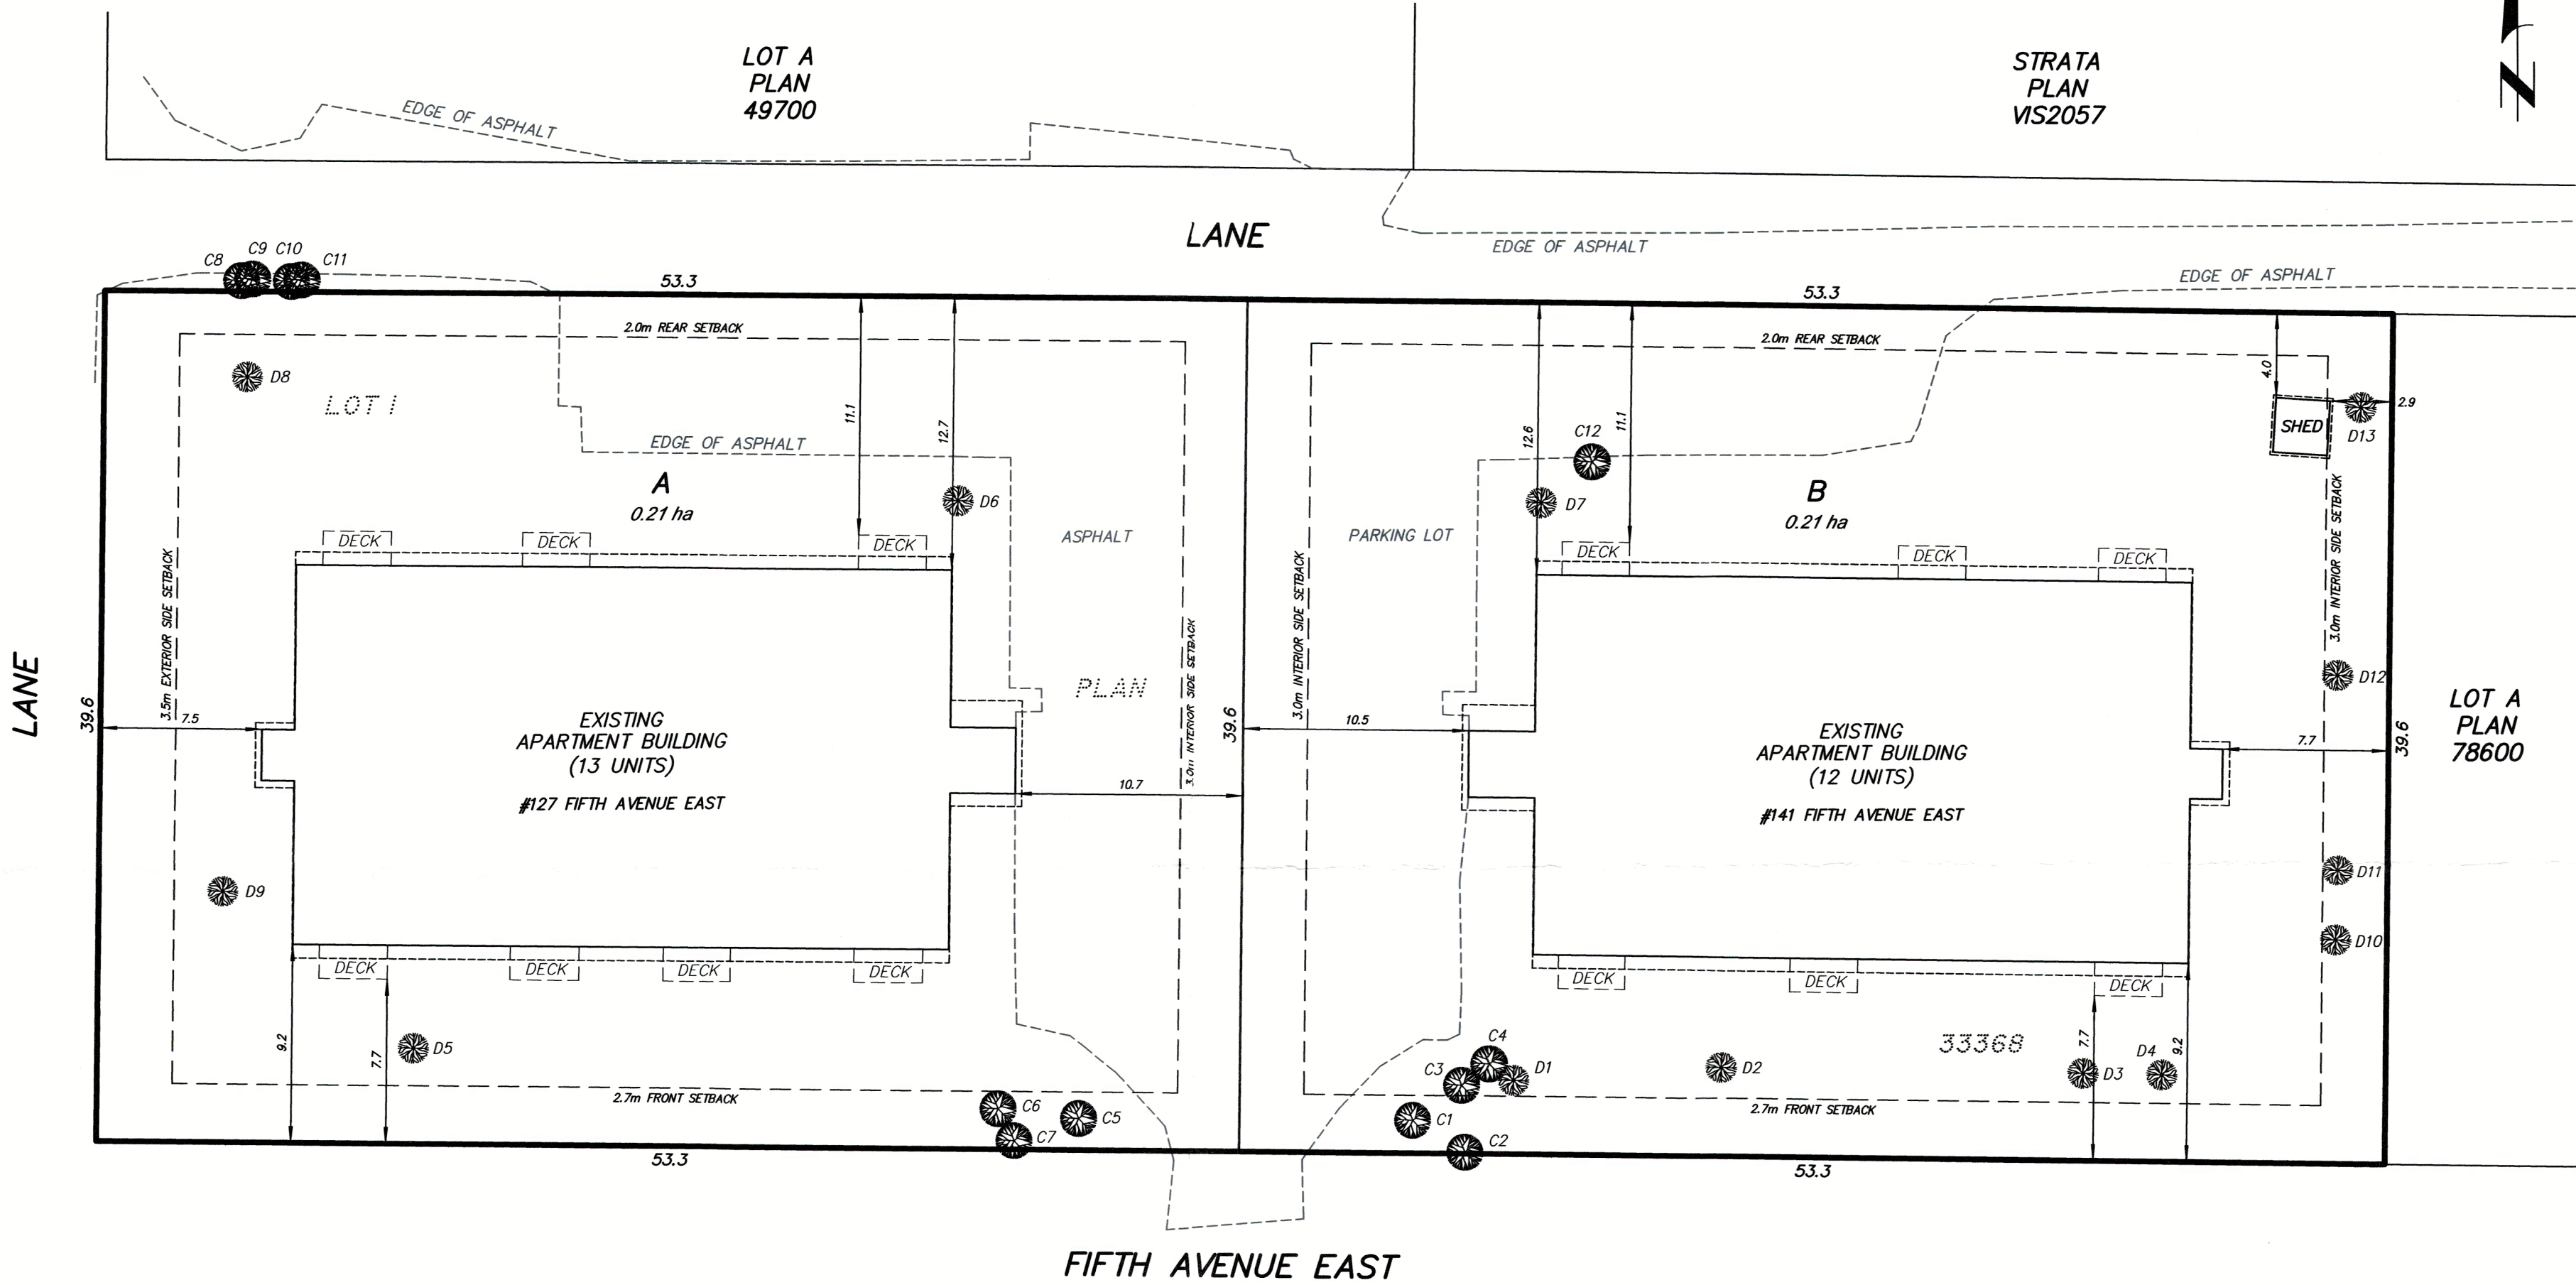 LOT A
PLAN
49700
STRATA
PLAN
VIS2057
N
EDGE OF ASPHALT
LANE
EDGE OF ASPHALT
EDGE OF ASPHALT
C8
C9
C10
C11
53.3
53.3
2.0m REAR SETBACK
2.0m REAR SETBACK
D8
LOT 1
11.1
12.7
12.6
11.1
4.0
2.9
SHED
D13
C12
EDGE OF ASPHALT
A
0.21 ha
D6
D7
B
0.21 ha
ASPHALT
PARKING LOT
DECK
DECK
DECK
DECK
DECK
DECK
3.5m EXTERIOR SIDE SETBACK
3.0m INTERIOR SIDE SETBACK
3.0m INTERIOR SIDE SETBACK
3.0m INTERIOR SIDE SETBACK
LANE
39.6
7.5
EXISTING
APARTMENT BUILDING
(13 UNITS)
#127 FIFTH AVENUE EAST
PLAN
10.7
39.6
10.5
EXISTING
APARTMENT BUILDING
(12 UNITS)
#141 FIFTH AVENUE EAST
7.7
39.6
D12
LOT A
PLAN
78600
D9
D11
D10
DECK
DECK
DECK
DECK
DECK
DECK
DECK
9.2
7.7
D5
C4
C3
D1
D2
33368
7.7
D3
D4
9.2
2.7m FRONT SETBACK
2.7m FRONT SETBACK
C6
C7
C5
C1
C2
53.3
53.3
FIFTH AVENUE EAST